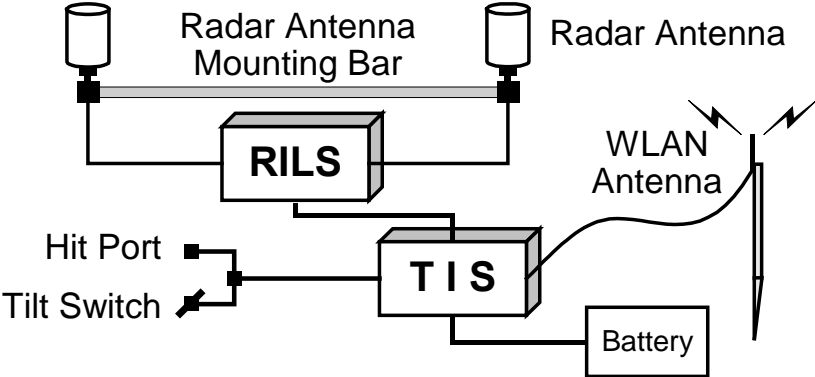 Radar Antenna
Mounting Bar
Radar Antenna
RILS
WLAN
Antenna
Hit Port
T I S
Tilt Switch
Battery